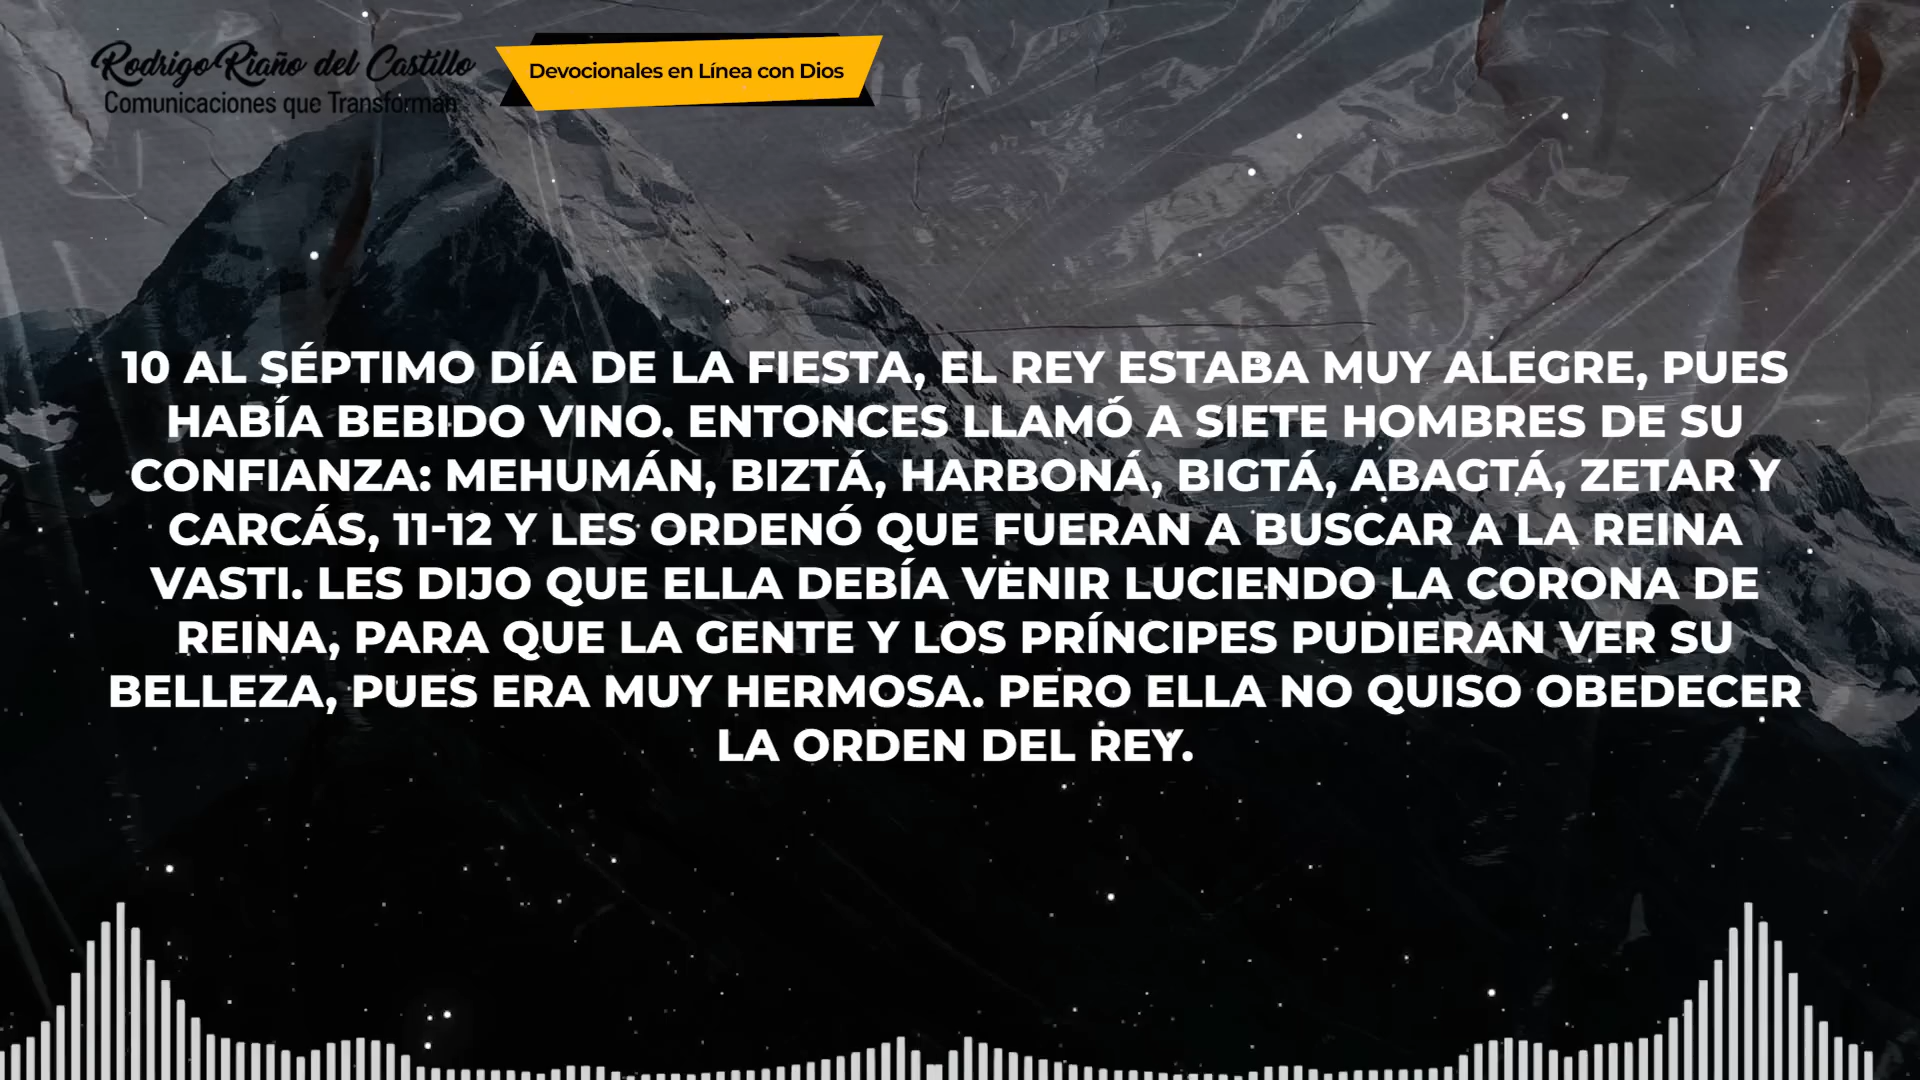 Rodrigo Riaño del Castillo
Comunicaciones que Transforman
Devocionales en Línea con Dios
10 AL SÉPTIMO DÍA DE LA FIESTA, EL REY ESTABA MUY ALEGRE, PUES
HABÍA BEBIDO VINO. ENTONCES LLAMÓ A SIETE HOMBRES DE SU
CONFIANZA: MEHUMÁN, BIZTÁ, HARBONÁ, BIGTÁ, ABAGTÁ, ZETAR Y
CARCÁS, 11-12 Y LES ORDENÓ QUE FUERAN A BUSCAR A LA REINA
VASTI. LES DIJO QUE ELLA DEBÍA VENIR LUCIENDO LA CORONA DE
REINA, PARA QUE LA GENTE Y LOS PRÍNCIPES PUDIERAN VER SU
BELLEZA, PUES ERA MUY HERMOSA. PERO ELLA NO QUISO OBEDECER
LA ORDEN DEL REY.